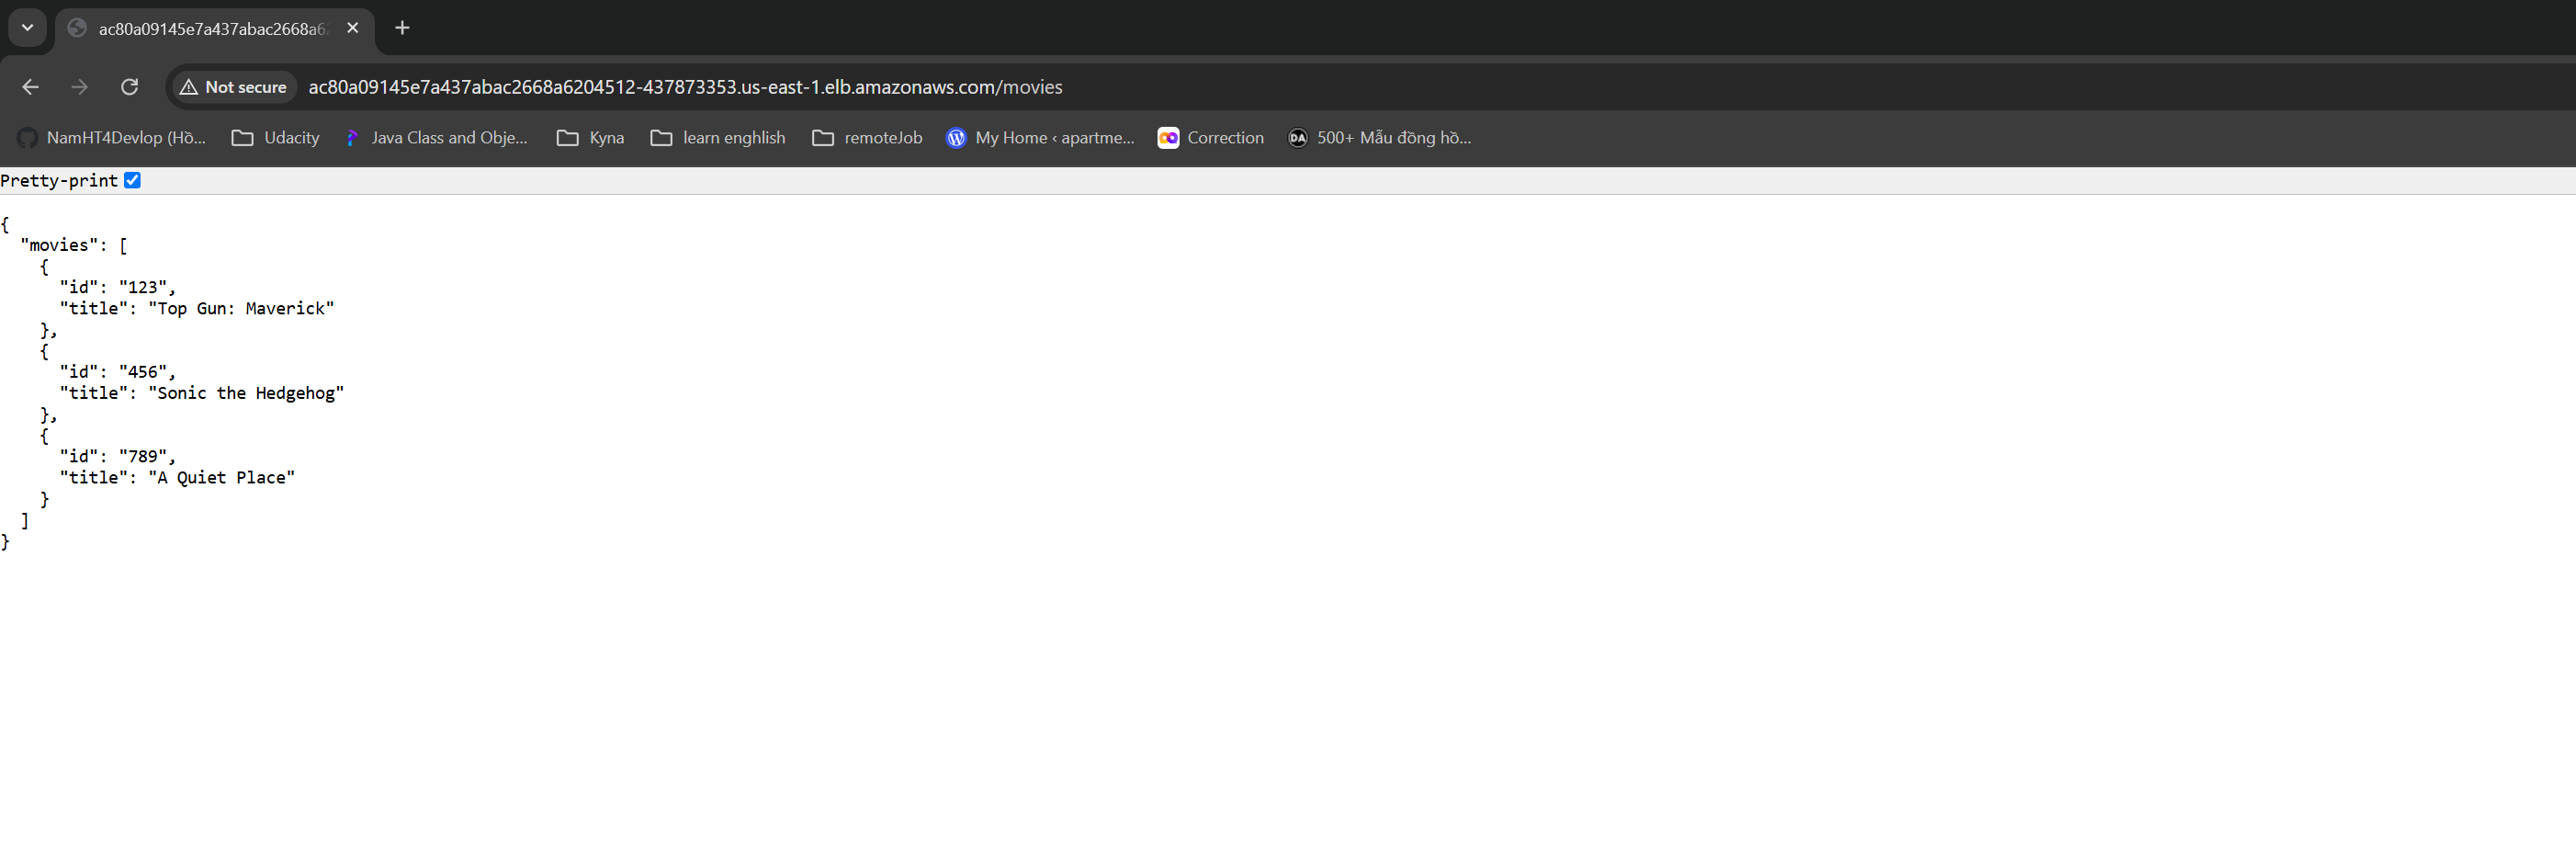 ac80a09145e7a437abac2668a6
Not secure ac80a09145e7a437abac2668a6204512-437873353.us-east-1.elb.amazonaws.com/movies
NamHT4Devlop (Hồ... Udacity Java Class and Obje... Kyna learn enghlish remoteJob My Home ‹ apartme... Correction DA 500+ Mẫu đồng hồ...
Pretty-print
{
  "movies": [
    {
      "id": "123",
      "title": "Top Gun: Maverick"
    },
    {
      "id": "456",
      "title": "Sonic the Hedgehog"
    },
    {
      "id": "789",
      "title": "A Quiet Place"
    }
  ]
}